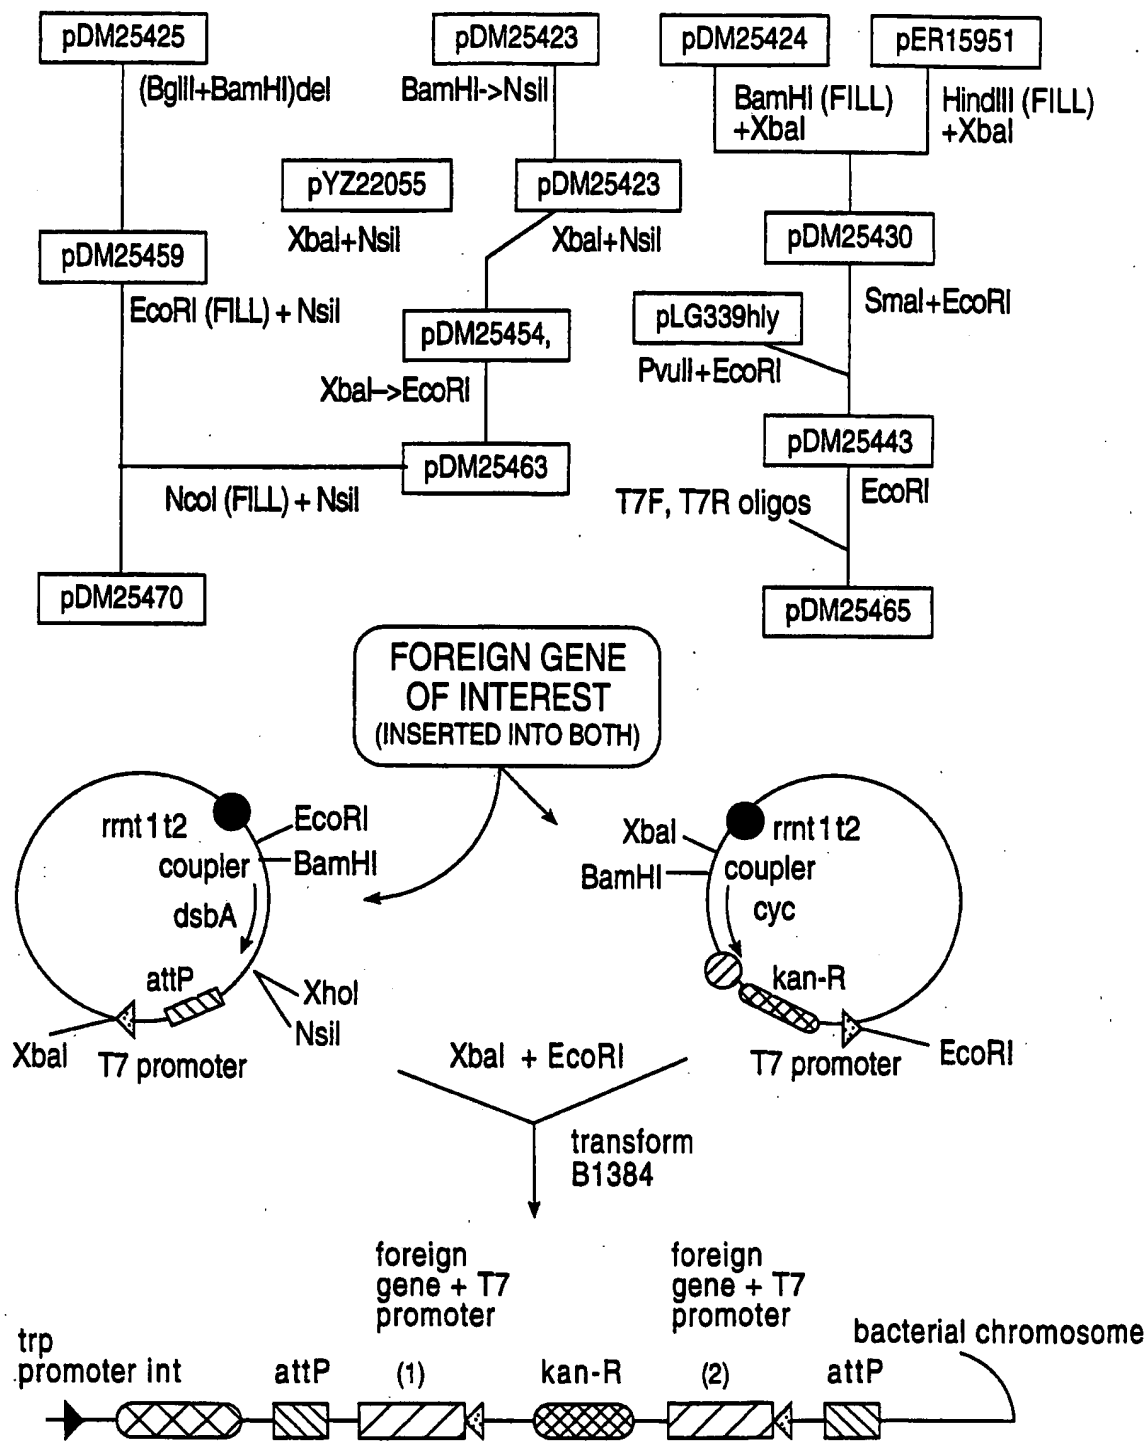 pDM25425
pDM25423
pDM25424
pER15951
(BglII+BamHI)del
BamHI->NsiI
BamHI (FILL)
+XbaI
HindIII (FILL)
+XbaI
pYZ22055
pDM25423
XbaI+NsiI
XbaI+NsiI
pDM25430
pDM25459
EcoRI (FILL) + NsiI
SmaI+EcoRI
pLG339hly
pDM25454,
PvuII+EcoRI
XbaI->EcoRI
pDM25443
pDM25463
NcoI (FILL) + NsiI
EcoRI
T7F, T7R oligos
pDM25470
pDM25465
FOREIGN GENE
OF INTEREST
(INSERTED INTO BOTH)
rrnt1t2
EcoRI
coupler
BamHI
dsbA
attP
XhoI
NsiI
XbaI
T7 promoter
XbaI
rrnt1t2
BamHI
coupler
cyc
kan-R
T7 promoter
EcoRI
XbaI + EcoRI
transform
B1384
foreign
gene + T7
promoter
foreign
gene + T7
promoter
trp
promoter int
attP
(1)
kan-R
(2)
attP
bacterial chromosome